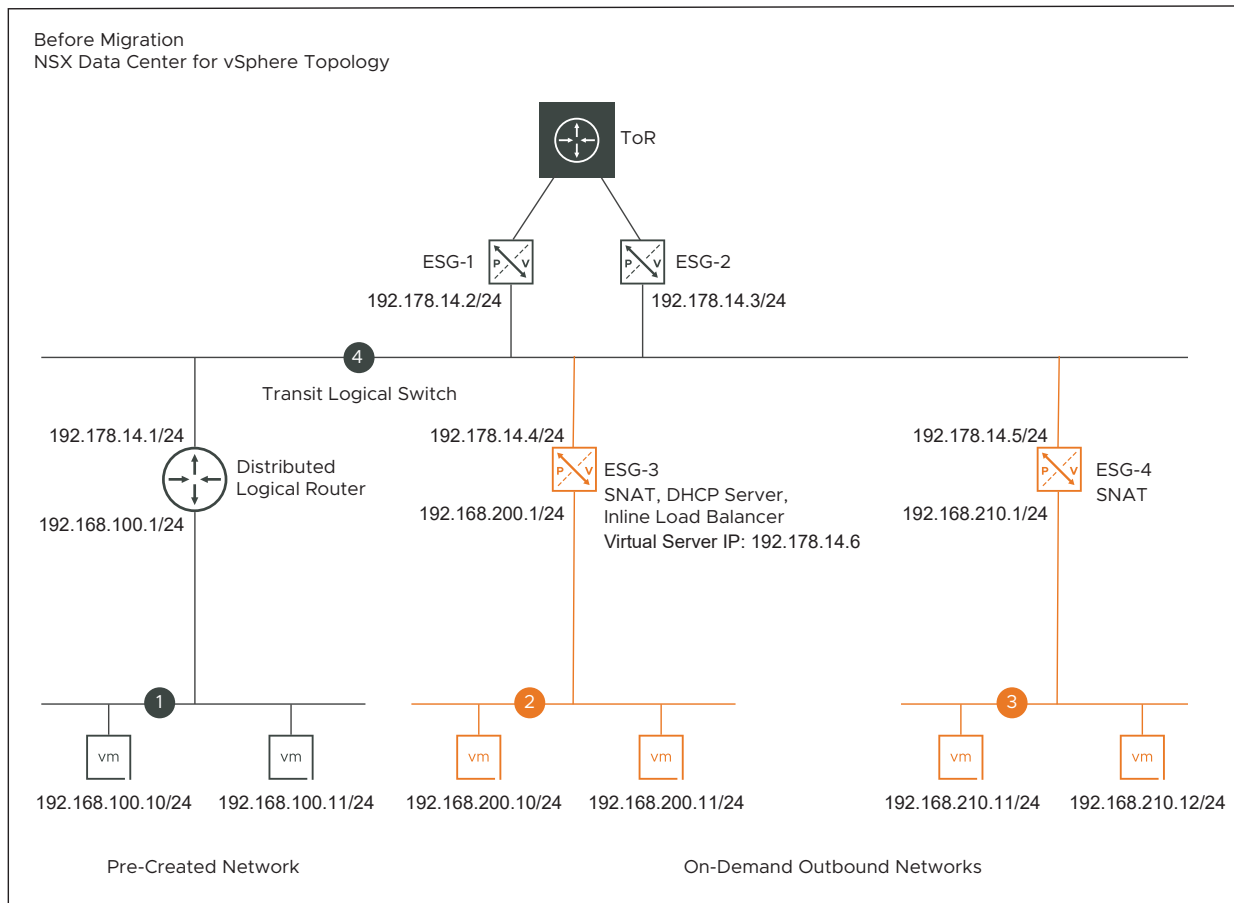 Before Migration
NSX Data Center for vSphere Topology
ToR
ESG-1
P V
P V
ESG-2
192.178.14.2/24
192.178.14.3/24
4
Transit Logical Switch
192.178.14.1/24
192.178.14.4/24
192.178.14.5/24
Distributed
Logical Router
P V
ESG-3
SNAT, DHCP Server,
Inline Load Balancer
Virtual Server IP: 192.178.14.6
P V
ESG-4
SNAT
192.168.100.1/24
192.168.200.1/24
192.168.210.1/24
1
2
3
vm
vm
vm
vm
vm
vm
192.168.100.10/24
192.168.100.11/24
192.168.200.10/24
192.168.200.11/24
192.168.210.11/24
192.168.210.12/24
Pre-Created Network
On-Demand Outbound Networks